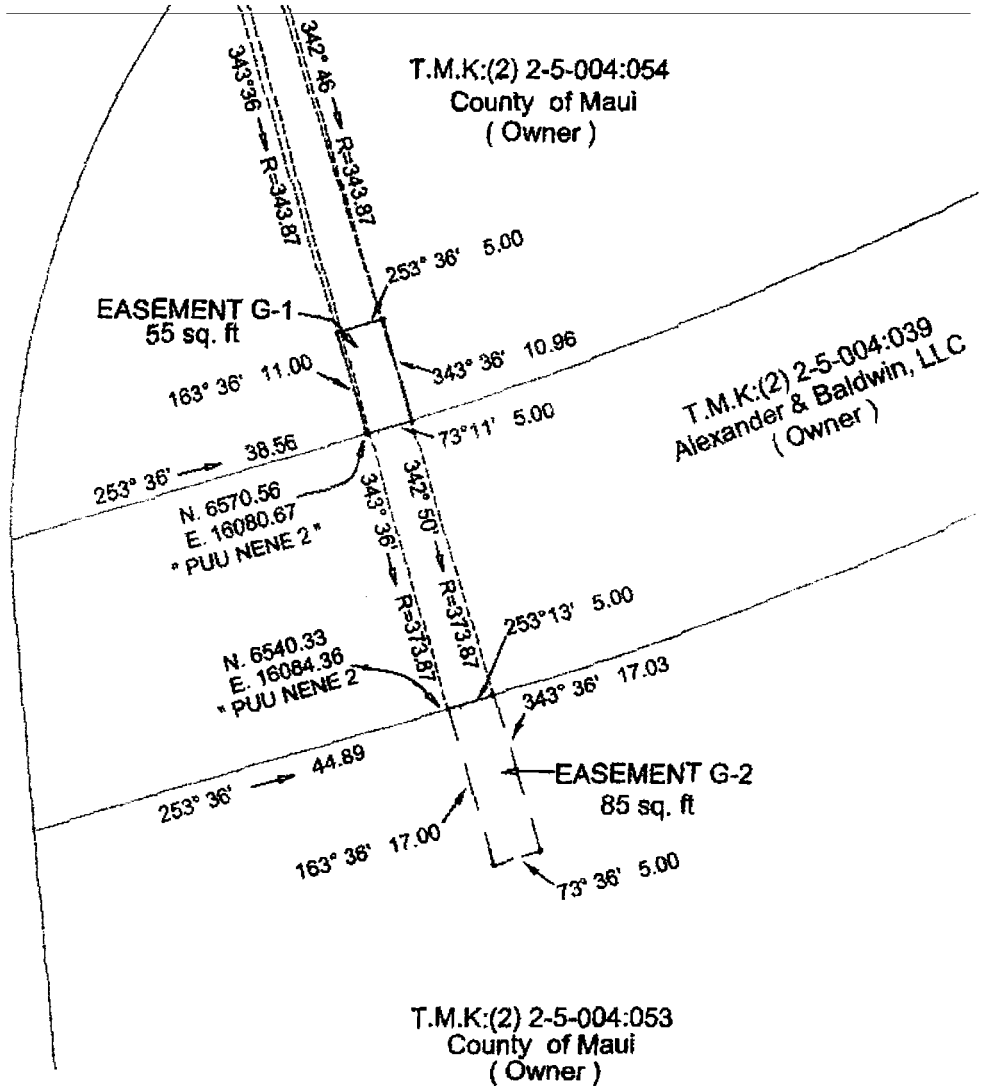 342° 46 → R=343.87
343°36 → R=343.87
T.M.K:(2) 2-5-004:054
County of Maui
( Owner )
253° 36' 5.00
EASEMENT G-1
55 sq. ft
163° 36' 11.00
343° 36' 10.96
T.M.K:(2) 2-5-004:039
Alexander & Baldwin, LLC
( Owner )
73°11' 5.00
253° 36' → 38.56
N. 6570.56
E. 16080.67
" PUU NENE 2 "
343° 36' → R=373.87
342° 50' → R=373.87
253°13' 5.00
N. 6540.33
E. 16084.36
" PUU NENE 2
343° 36' 17.03
253° 36' → 44.89
EASEMENT G-2
85 sq. ft
163° 36' 17.00
73° 36' 5.00
T.M.K:(2) 2-5-004:053
County of Maui
( Owner )